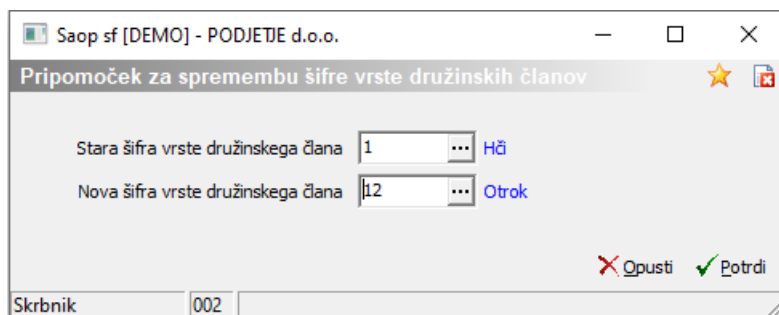 Saop sf [DEMO] - PODJETJE d.o.o.
Pripomoček za spremembo šifre vrste družinskih članov
Stara šifra vrste družinskega člana 1 ... Hči
Nova šifra vrste družinskega člana 12 ... Otrok
Opusti Potrdi
Skrbnik 002